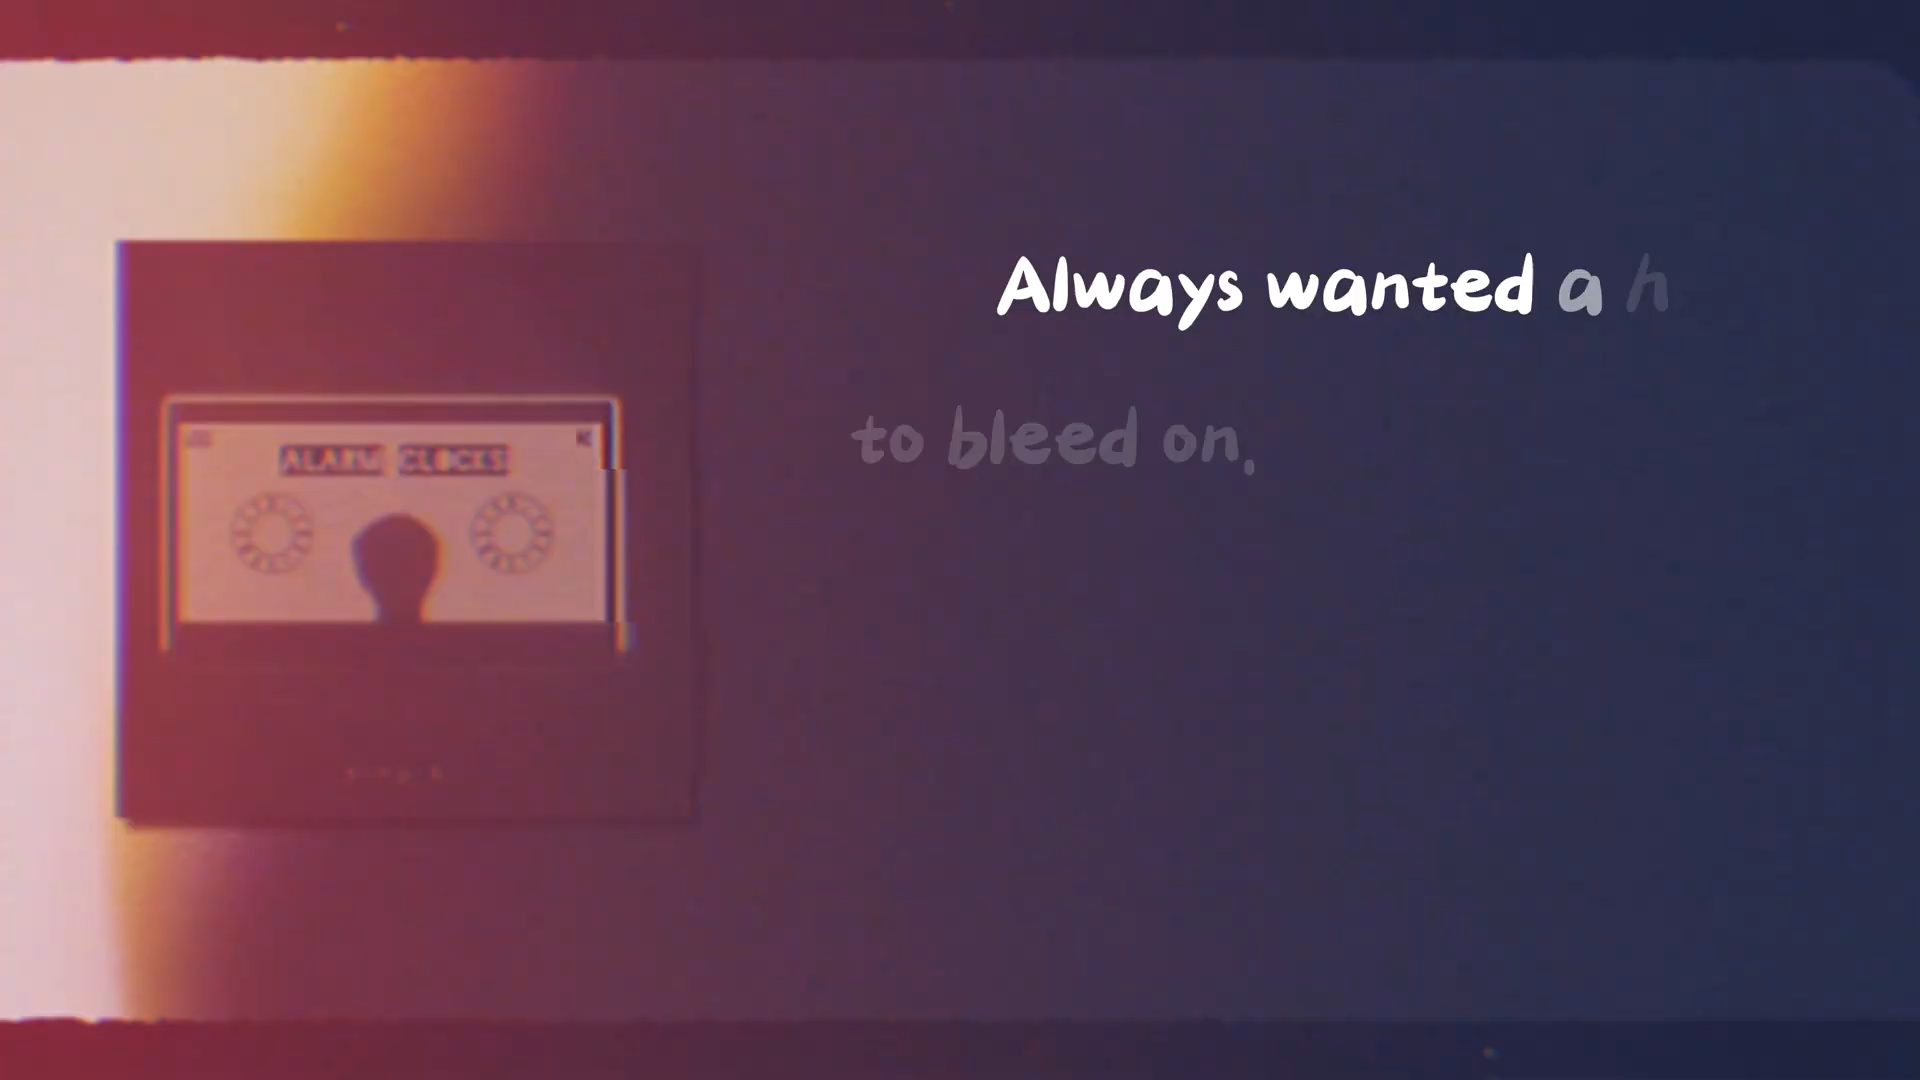 Always wanted a h
to bleed on,
ALARM CLOCKS
K